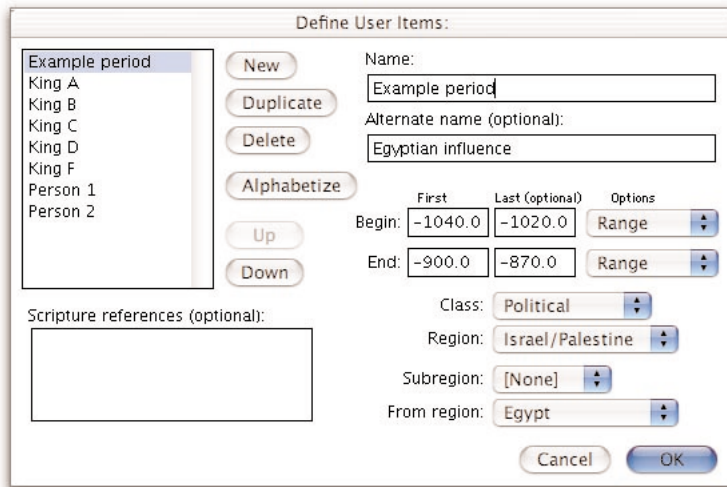 Define User Items:
Example period
King A
King B
King C
King D
King F
Person 1
Person 2
New
Duplicate
Delete
Alphabetize
Up
Down
Scripture references (optional):
Name:
Example period
Alternate name (optional):
Egyptian influence
First Last (optional) Options
Begin: -1040.0 -1020.0 Range
End: -900.0 -870.0 Range
Class: Political
Region: Israel/Palestine
Subregion: [None]
From region: Egypt
Cancel OK